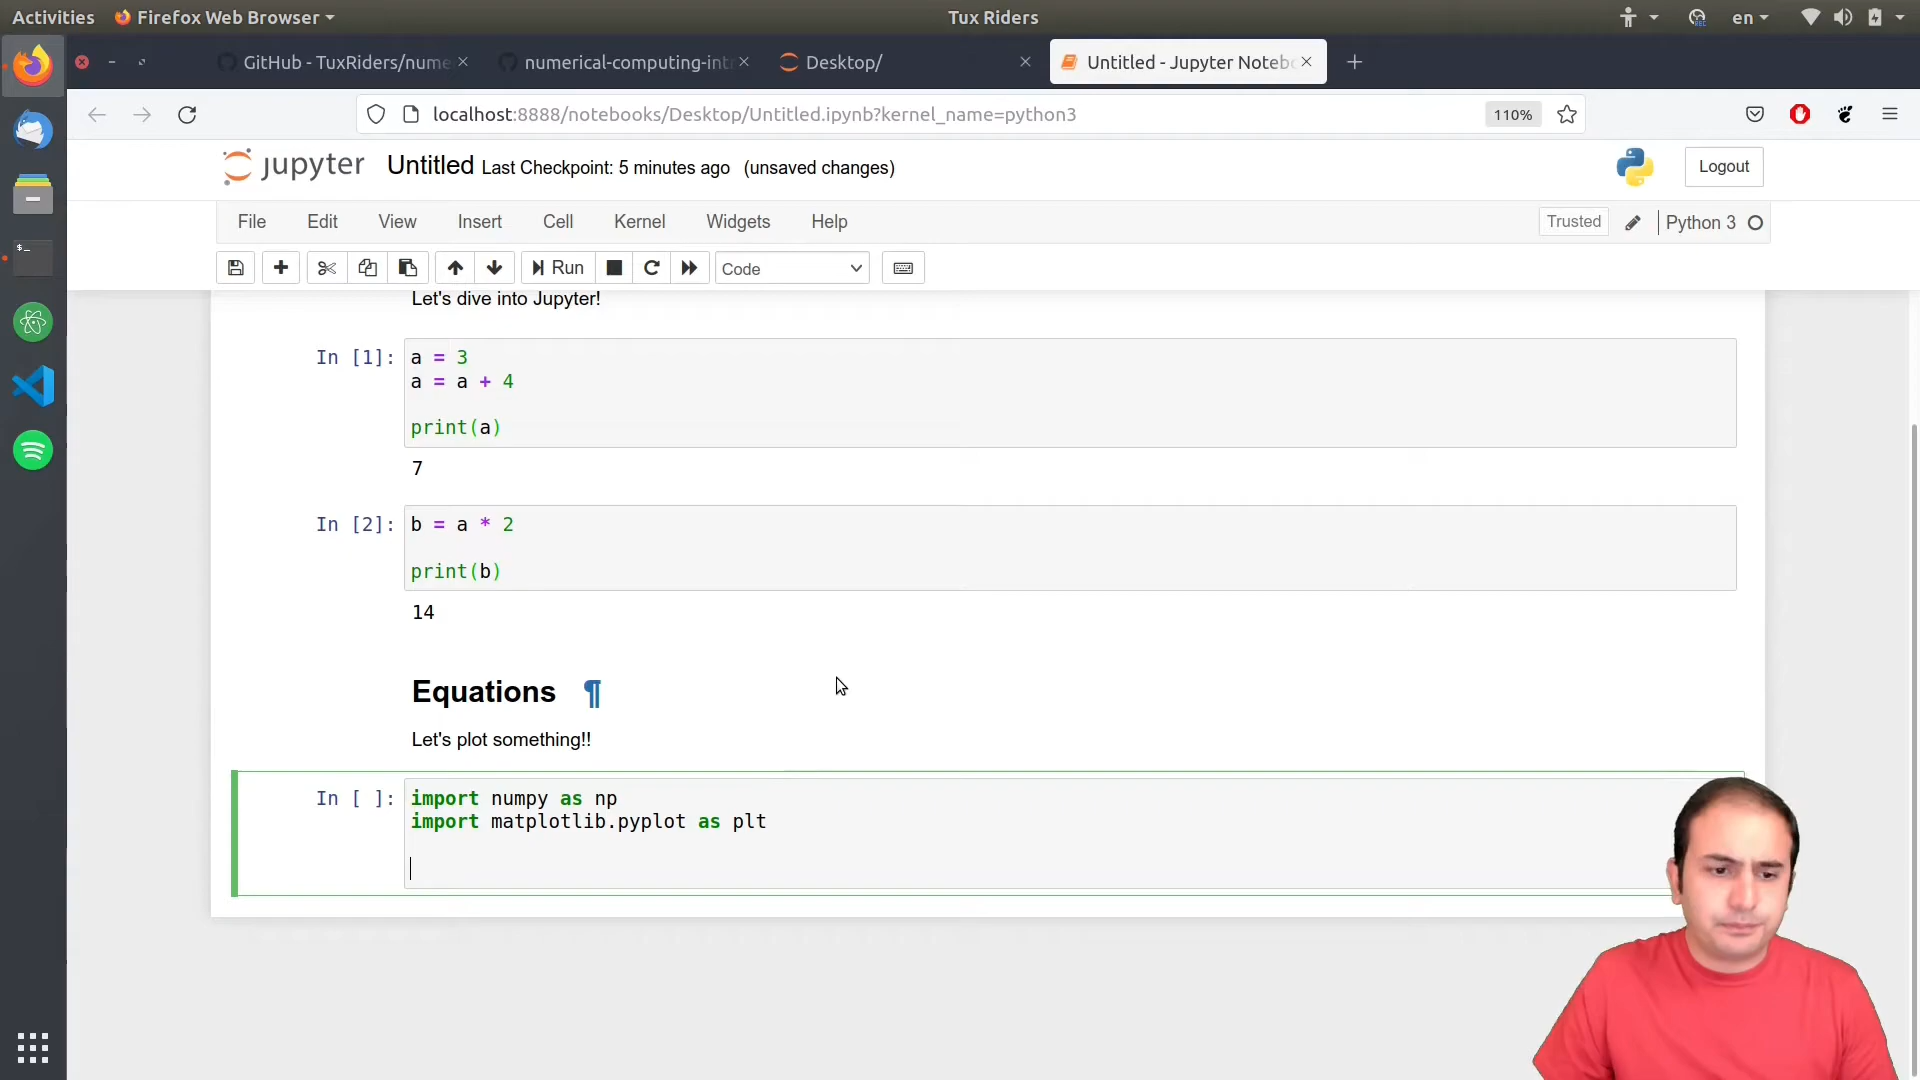 Activities
Firefox Web Browser
Tux Riders
en
GitHub - TuxRiders/nume
numerical-computing-int
Desktop/
Untitled - Jupyter Noteb
localhost:8888/notebooks/Desktop/Untitled.ipynb?kernel_name=python3
110%
jupyter
Untitled
Last Checkpoint: 5 minutes ago
(unsaved changes)
Logout
File
Edit
View
Insert
Cell
Kernel
Widgets
Help
Trusted
Python 3
Run
Code
Let's dive into Jupyter!
In [1]:
a = 3
a = a + 4
print(a)
7
In [2]:
b = a * 2
print(b)
14
Equations ¶
Let's plot something!!
In [ ]:
import numpy as np
import matplotlib.pyplot as plt